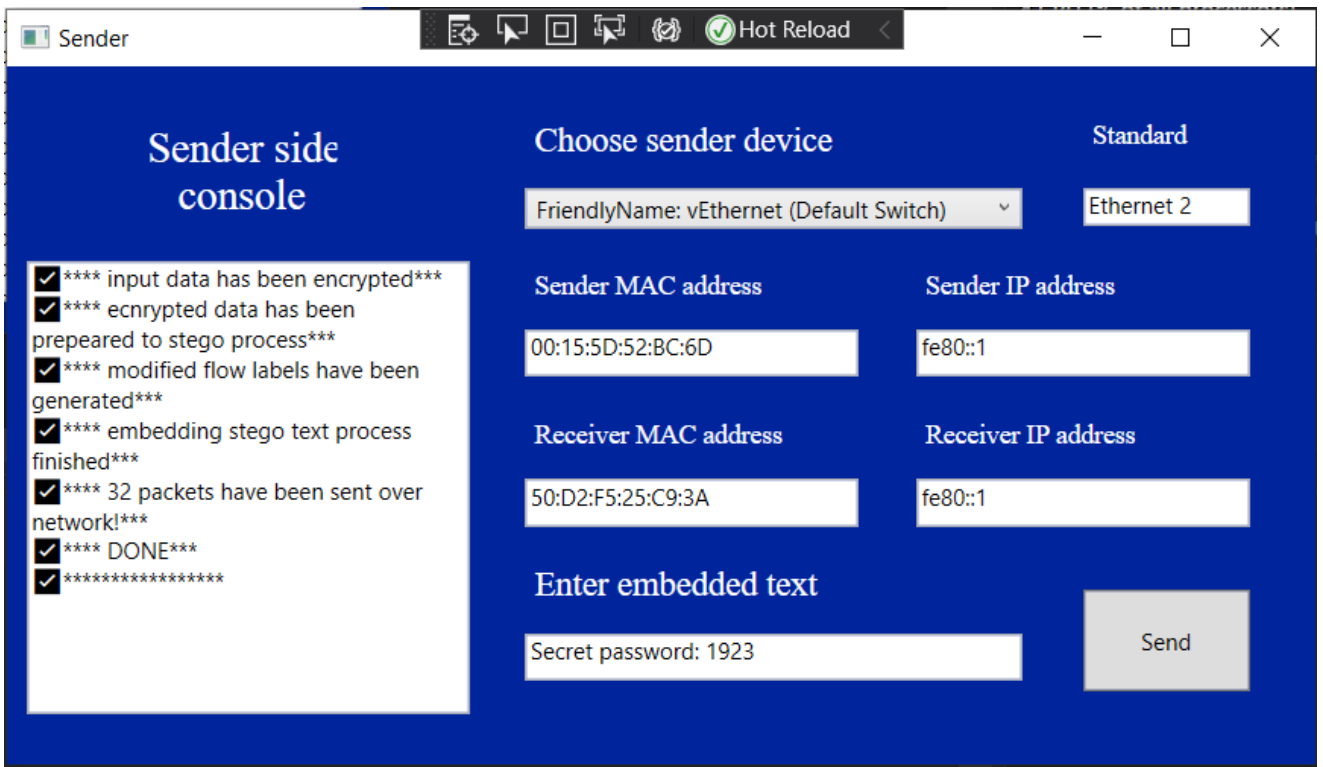 Sender
Hot Reload
Sender side
console
Choose sender device
Standard
FriendlyName: vEthernet (Default Switch)
Ethernet 2
**** input data has been encrypted***
**** ecnrypted data has been
prepeared to stego process***
**** modified flow labels have been
generated***
**** embedding stego text process
finished***
**** 32 packets have been sent over
network!***
**** DONE***
*****************
Sender MAC address
Sender IP address
00:15:5D:52:BC:6D
fe80::1
Receiver MAC address
Receiver IP address
50:D2:F5:25:C9:3A
fe80::1
Enter embedded text
Secret password: 1923
Send